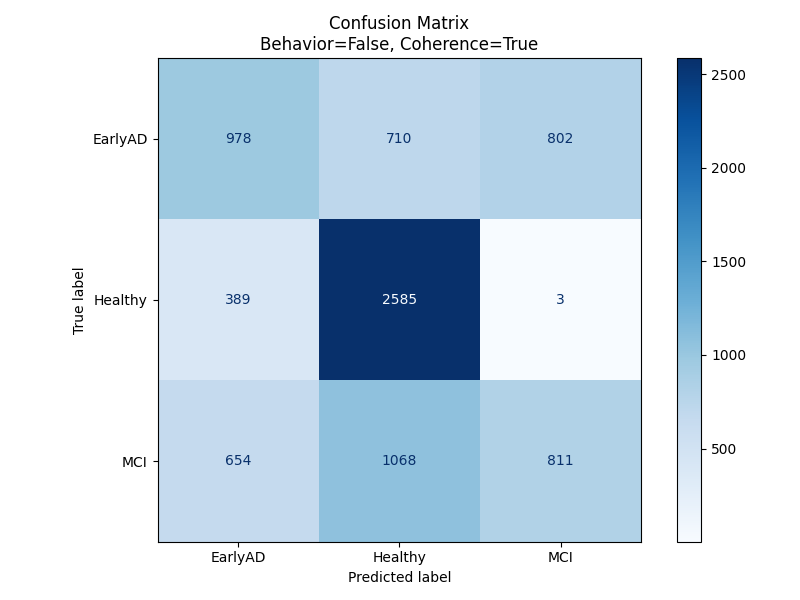 Confusion Matrix
Behavior=False, Coherence=True
EarlyAD 978 710 802
Healthy 389 2585 3
MCI 654 1068 811
EarlyAD Healthy MCI
Predicted label
True label
2500
2000
1500
1000
500